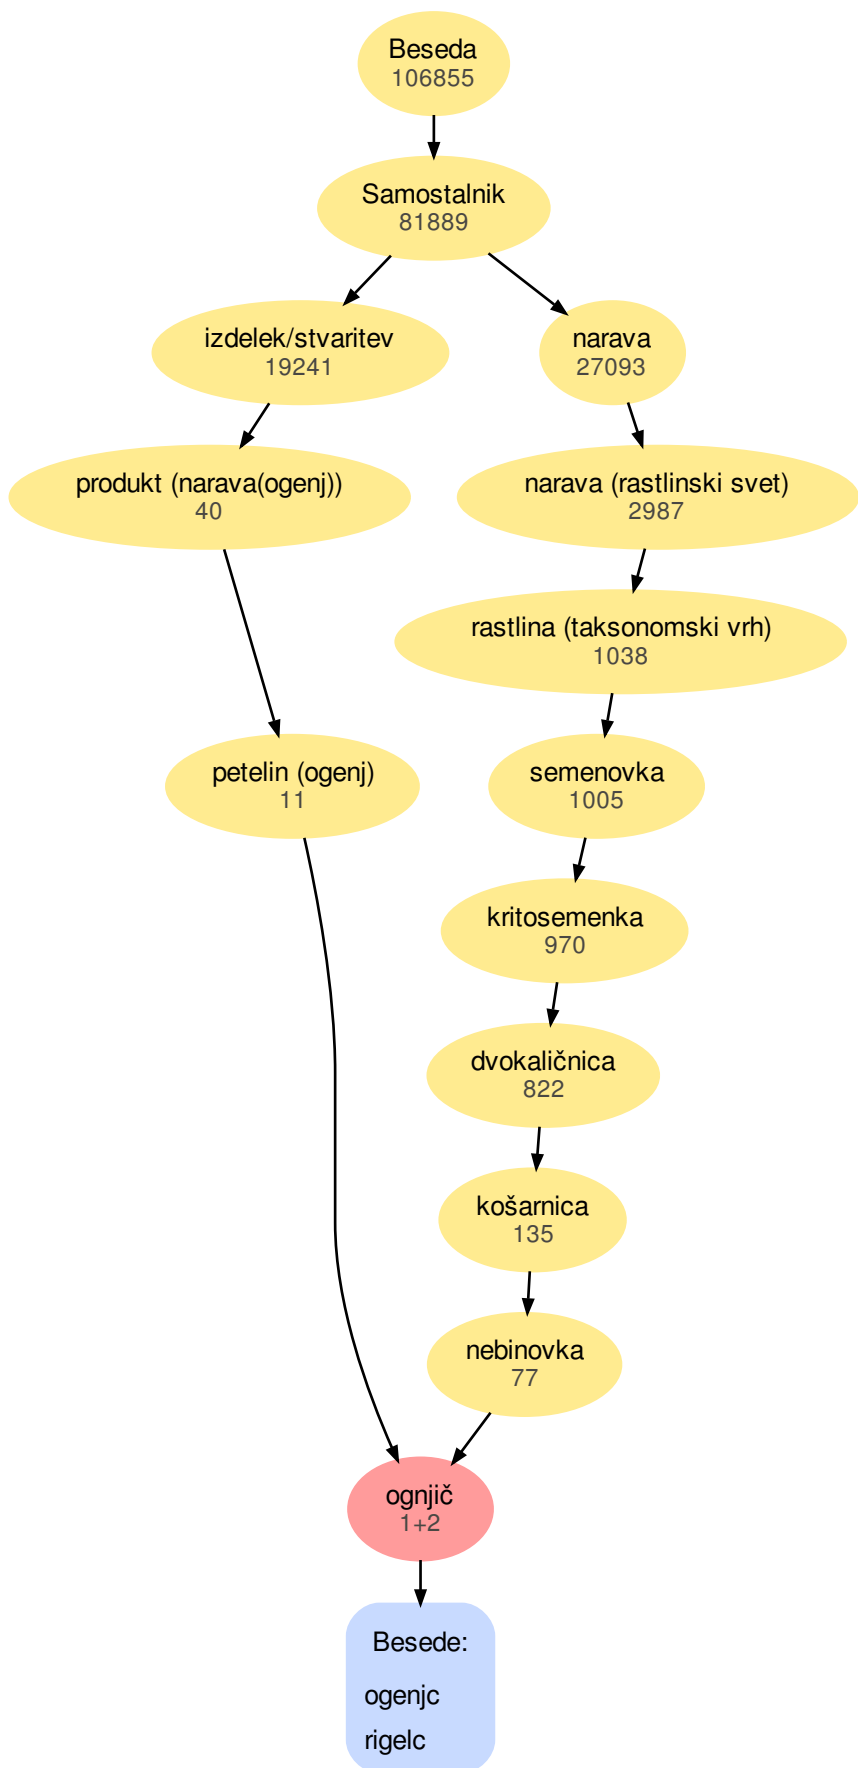 Beseda
106855
Samostalnik
81889
izdelek/stvaritev
19241
narava
27093
produkt (narava(ogenj))
40
narava (rastlinski svet)
2987
rastlina (taksonomski vrh)
1038
petelin (ogenj)
11
semenovka
1005
kritosemenka
970
dvokaličnica
822
košarnica
135
nebinovka
77
ognjič
1+2
Besede:
ogenjc
rigelc